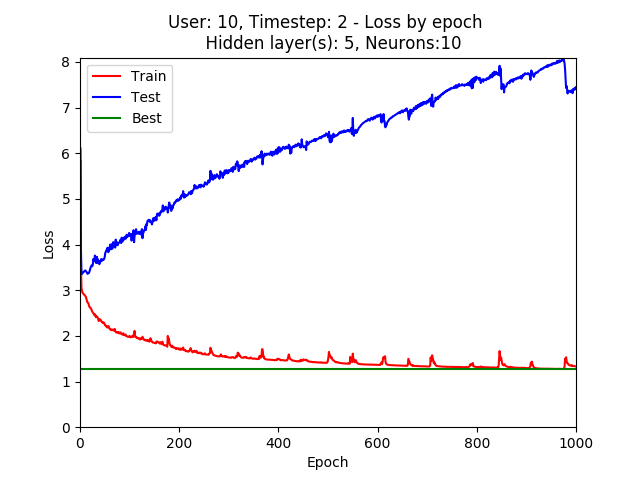 User: 10, Timestep: 2 - Loss by epoch
Hidden layer(s): 5, Neurons:10
Train
Test
Best
8
7
6
5
4
3
2
1
0
Loss
0 200 400 600 800 1000
Epoch